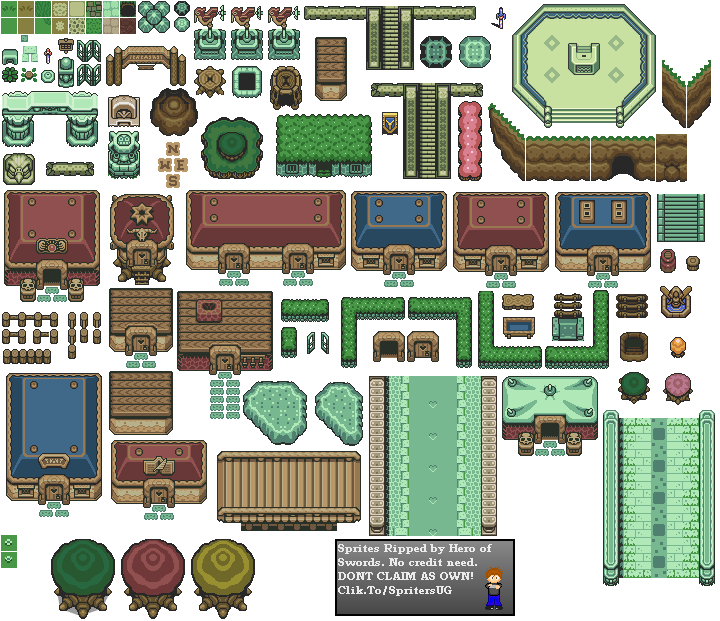 N
W E
S
Sprites Ripped by Hero of
Swords. No credit need.
DONT CLAIM AS OWN!
Clik.To/SpritersUG